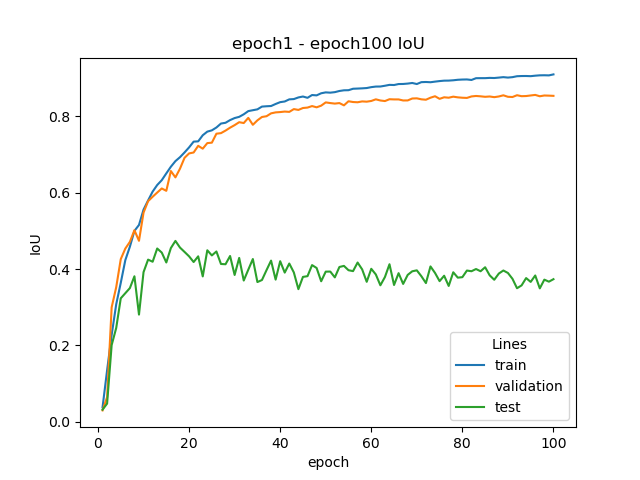 epoch1 - epoch100 IoU
IoU
0.8
0.6
0.4
0.2
0.0
Lines
train
validation
test
0 20 40 60 80 100
epoch